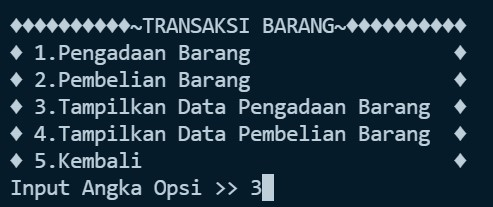 ♦♦♦♦♦♦♦♦♦♦~TRANSAKSI BARANG~♦♦♦♦♦♦♦♦♦♦
♦ 1.Pengadaan Barang ♦
♦ 2.Pembelian Barang ♦
♦ 3.Tampilkan Data Pengadaan Barang ♦
♦ 4.Tampilkan Data Pembelian Barang ♦
♦ 5.Kembali ♦
Input Angka Opsi >> 3